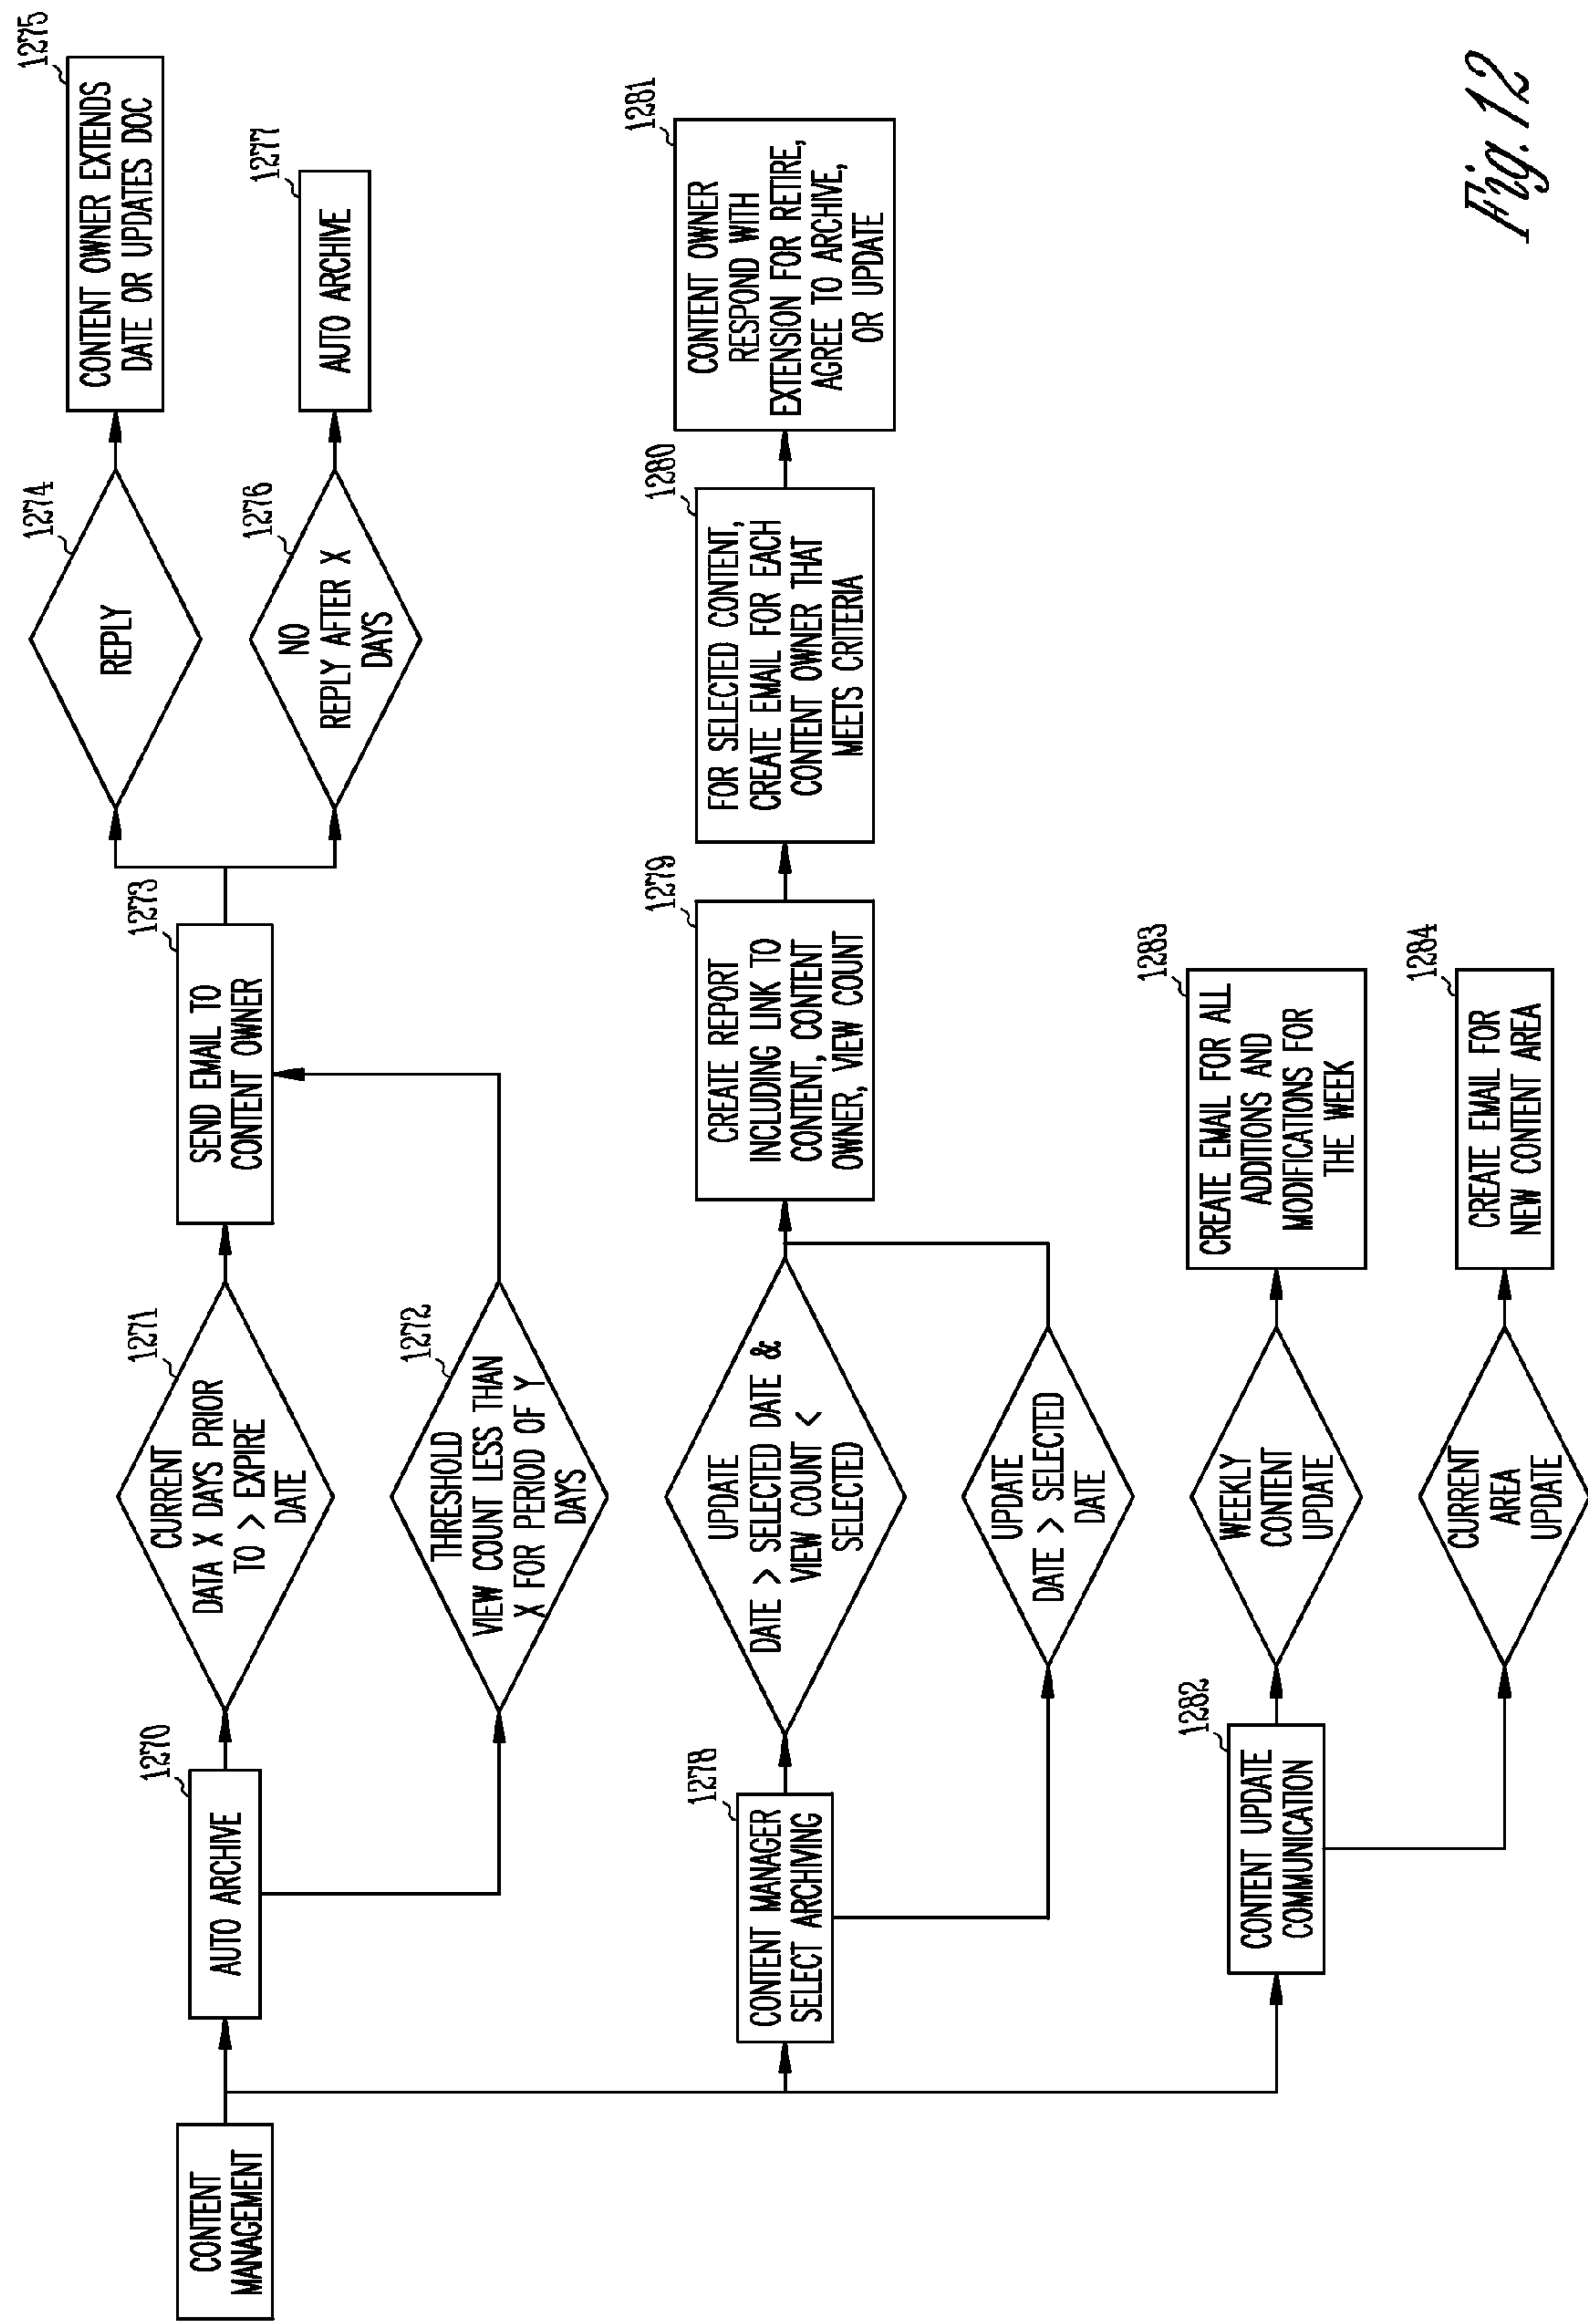 CONTENT
MANAGEMENT
1270
AUTO ARCHIVE
1271
CURRENT
DATA X DAYS PRIOR
TO > EXPIRE
DATE
1272
THRESHOLD
VIEW COUNT LESS THAN
X FOR PERIOD OF Y
DAYS
1273
SEND EMAIL TO
CONTENT OWNER
1274
REPLY
1275
CONTENT OWNER EXTENDS
DATE OR UPDATES DOC
1276
NO
REPLY AFTER X
DAYS
1277
AUTO ARCHIVE
1278
CONTENT MANAGER
SELECT ARCHIVING
UPDATE
DATE > SELECTED DATE &
VIEW COUNT <
SELECTED
UPDATE
DATE > SELECTED
DATE
1279
CREATE REPORT
INCLUDING LINK TO
CONTENT, CONTENT
OWNER, VIEW COUNT
1280
FOR SELECTED CONTENT,
CREATE EMAIL FOR EACH
CONTENT OWNER THAT
MEETS CRITERIA
1281
CONTENT OWNER
RESPOND WITH
EXTENSION FOR RETIRE,
AGREE TO ARCHIVE,
OR UPDATE
1282
CONTENT UPDATE
COMMUNICATION
WEEKLY
CONTENT
UPDATE
1283
CREATE EMAIL FOR ALL
ADDITIONS AND
MODIFICATIONS FOR
THE WEEK
CURRENT
AREA
UPDATE
1284
CREATE EMAIL FOR
NEW CONTENT AREA
Fig. 12